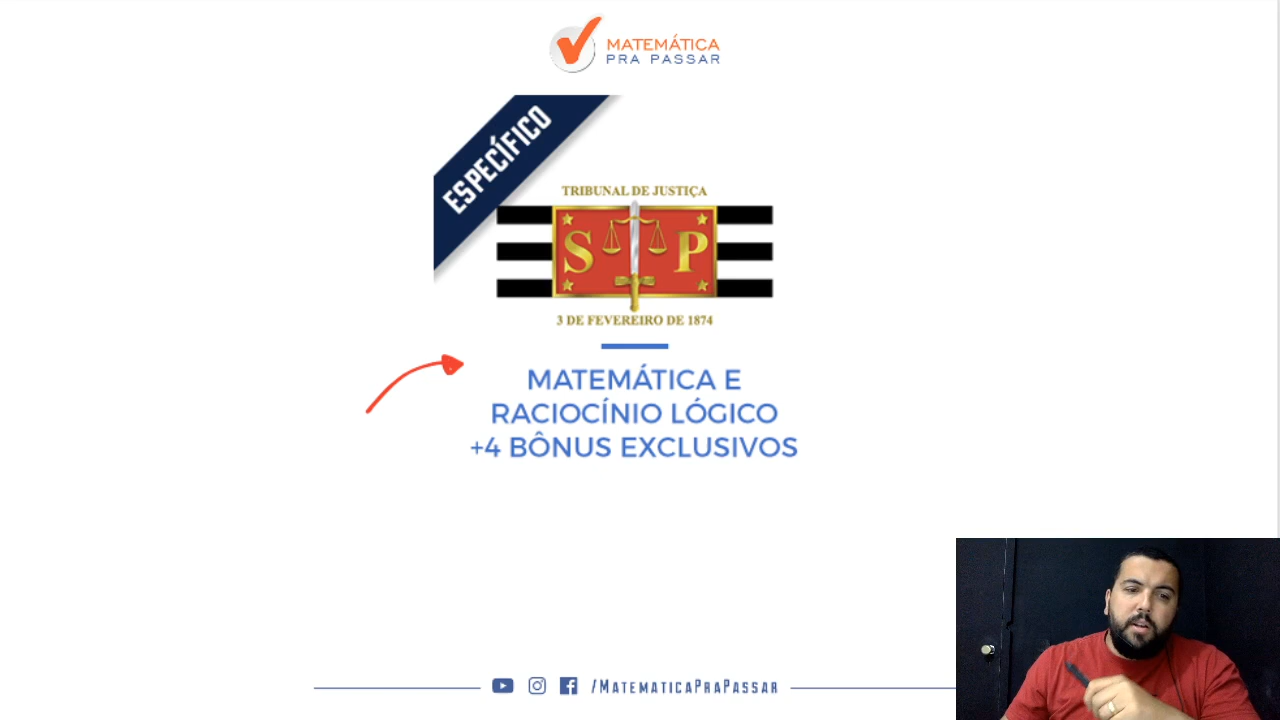 MATEMÁTICA
PRA PASSAR
ESPECÍFICO
TRIBUNAL DE JUSTIÇA
S P
3 DE FEVEREIRO DE 1874
MATEMÁTICA E
RACIOCÍNIO LÓGICO
+4 BÔNUS EXCLUSIVOS
/MATEMATICAPRAPASSAR